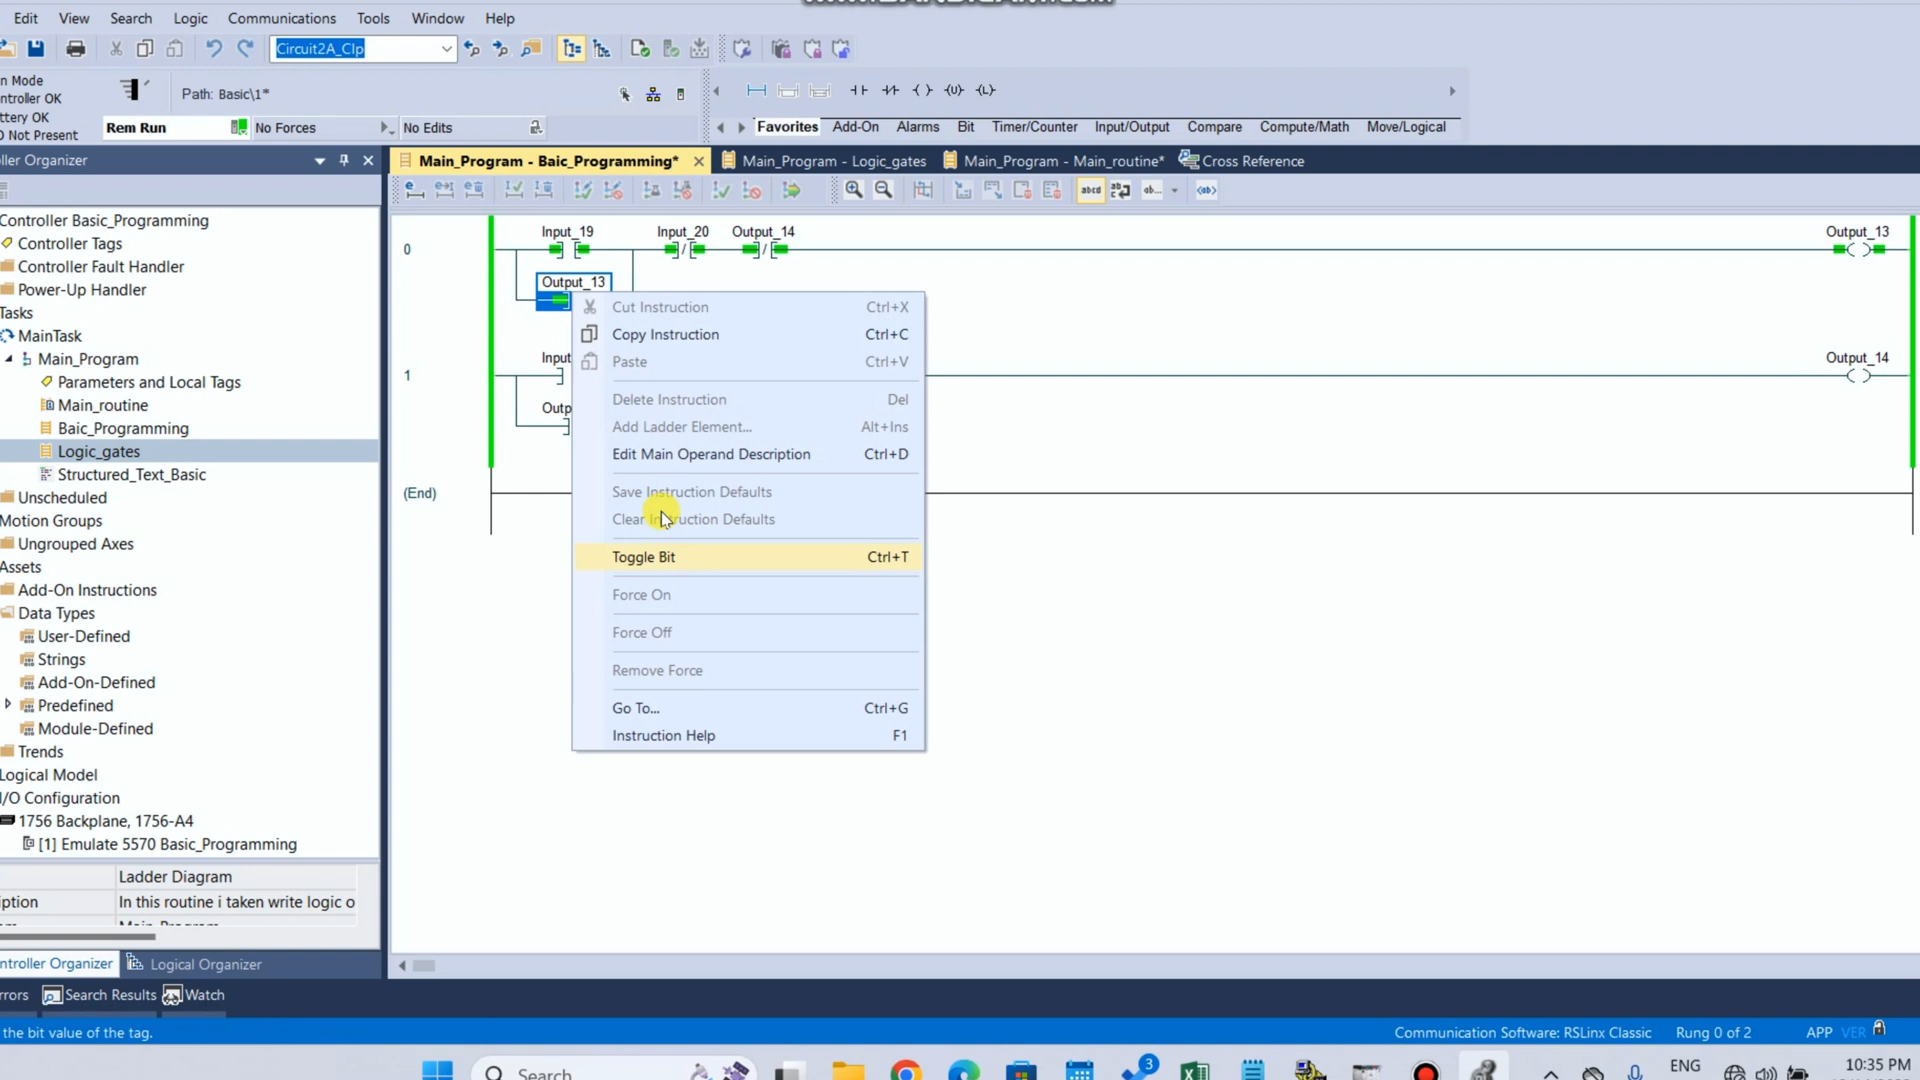 Edit View Search Logic Communications Tools Window Help
Circuit2A_Clp
n Mode
ontroller OK
ttery OK
O Not Present
Path: Basic\1*
Rem Run No Forces No Edits
Favorites Add-On Alarms Bit Timer/Counter Input/Output Compare Compute/Math Move/Logical
ller Organizer
Main_Program - Baic_Programming* Main_Program - Logic_gates Main_Program - Main_routine* Cross Reference
Controller Basic_Programming
Controller Tags
Controller Fault Handler
Power-Up Handler
Tasks
MainTask
Main_Program
Parameters and Local Tags
Main_routine
Baic_Programming
Logic_gates
Structured_Text_Basic
Unscheduled
Motion Groups
Ungrouped Axes
Assets
Add-On Instructions
Data Types
User-Defined
Strings
Add-On-Defined
Predefined
Module-Defined
Trends
Logical Model
I/O Configuration
1756 Backplane, 1756-A4
[1] Emulate 5570 Basic_Programming
Ladder Diagram
iption In this routine i taken write logic o
ntroller Organizer Logical Organizer
rrors Search Results Watch
Input_19 Input_20 Output_14 Output_13
0
Output_13
Input Output_14
1
Outp
(End)
Cut Instruction Ctrl+X
Copy Instruction Ctrl+C
Paste Ctrl+V
Delete Instruction Del
Add Ladder Element... Alt+Ins
Edit Main Operand Description Ctrl+D
Save Instruction Defaults
Clear Instruction Defaults
Toggle Bit Ctrl+T
Force On
Force Off
Remove Force
Go To... Ctrl+G
Instruction Help F1
the bit value of the tag.
Communication Software: RSLinx Classic Rung 0 of 2 APP VER
Search
3
ENG
10:35 PM